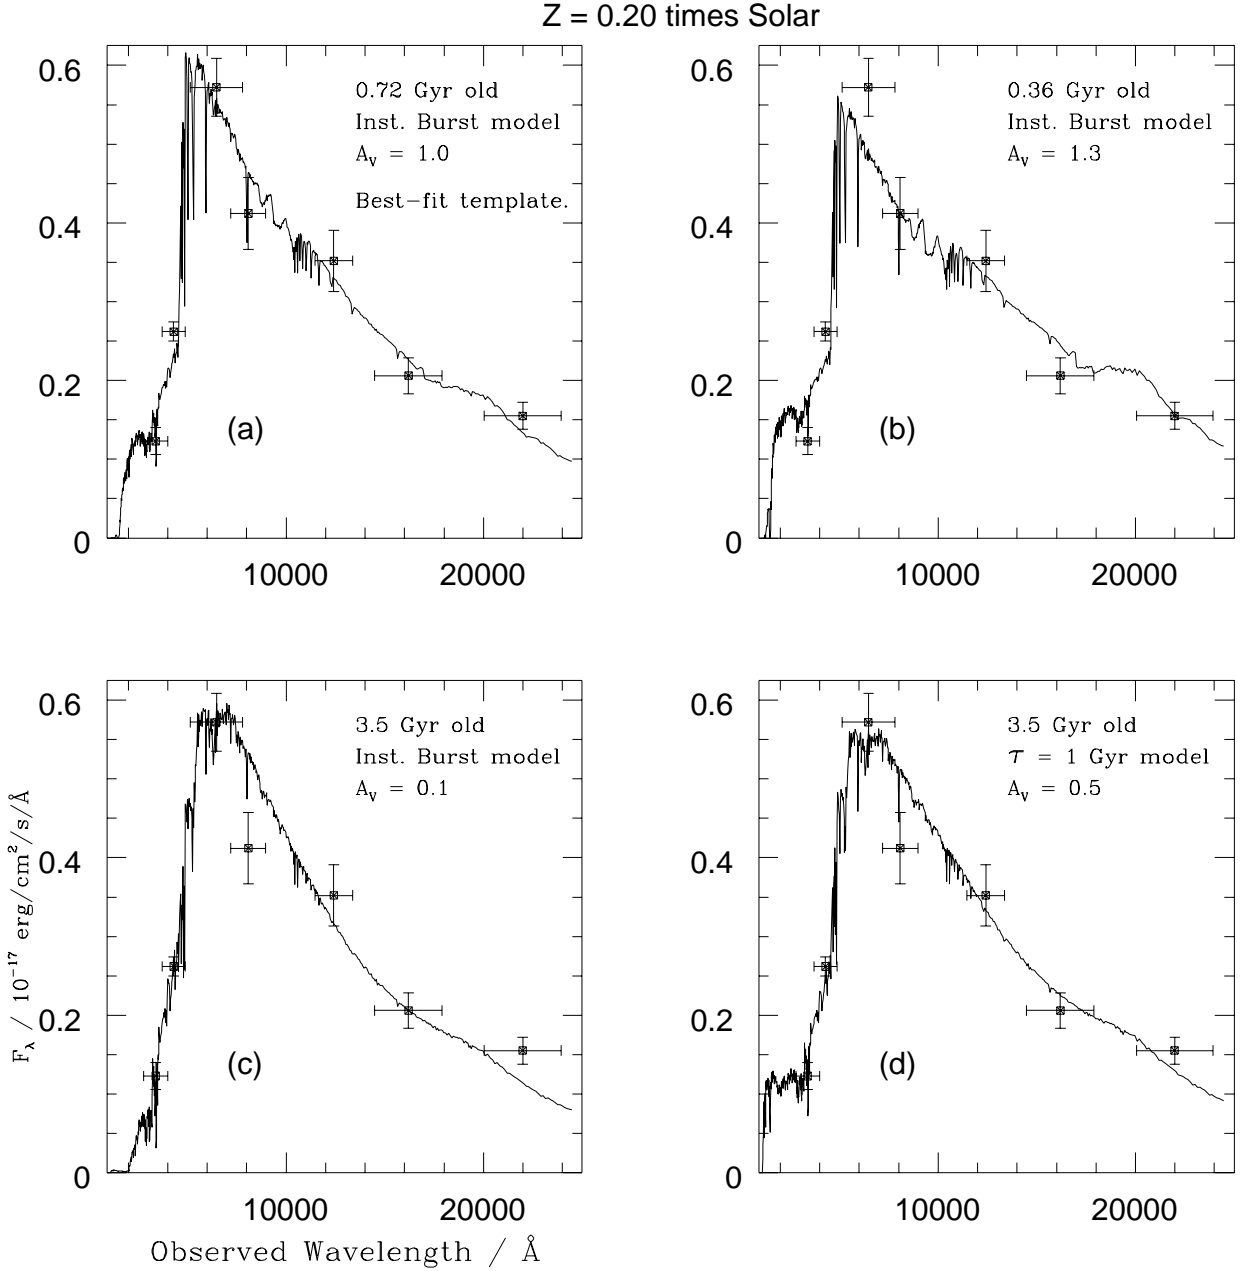 Z = 0.20 times Solar
0.6
0.4
0.2
0
0.72 Gyr old
Inst. Burst model
A_V = 1.0
Best-fit template.
(a)
10000
20000
0.6
0.4
0.2
0
0.36 Gyr old
Inst. Burst model
A_V = 1.3
(b)
10000
20000
0.6
0.4
0.2
0
3.5 Gyr old
Inst. Burst model
A_V = 0.1
(c)
10000
20000
F_λ / 10^-17 erg/cm^2/s/Å
Observed Wavelength / Å
0.6
0.4
0.2
0
3.5 Gyr old
τ = 1 Gyr model
A_V = 0.5
(d)
10000
20000